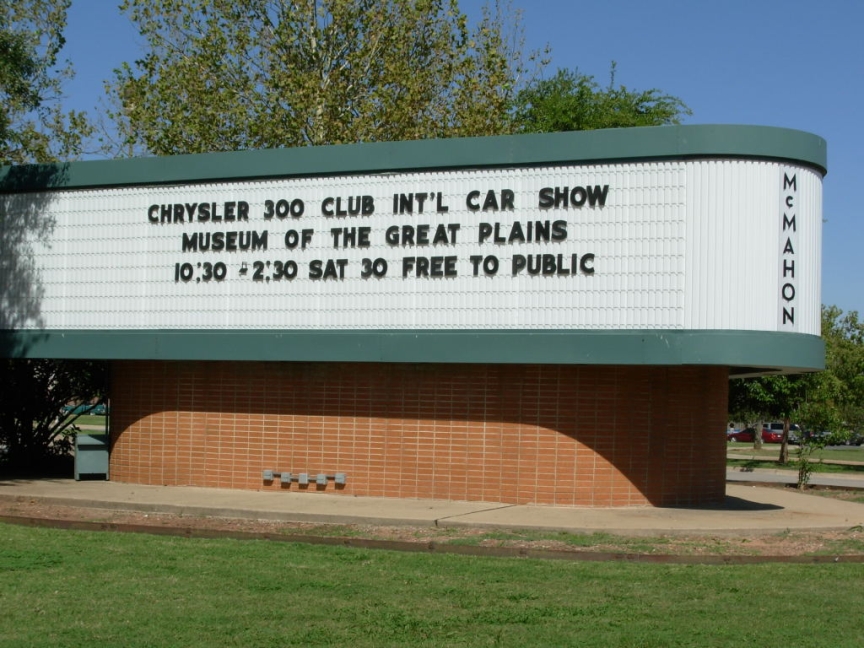 CHRYSLER 300 CLUB INT'L CAR SHOW
MUSEUM OF THE GREAT PLAINS
10:30 - 2:30 SAT 30 FREE TO PUBLIC
McMAHON